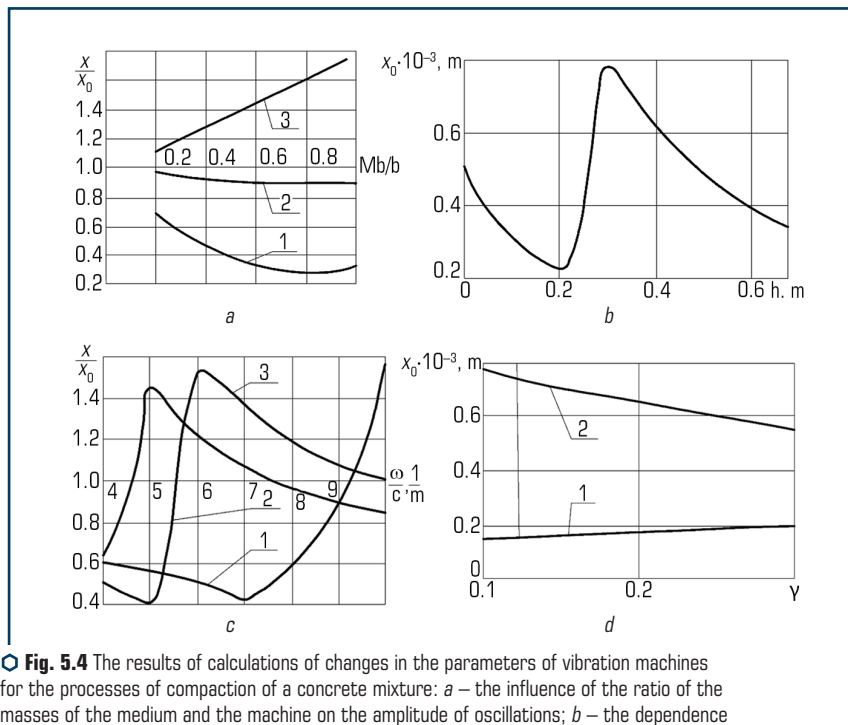 x/x₀
1.4
1.2
1.0
0.8
0.6
0.4
0.2
0.2 0.4 0.6 0.8 Mb/b
3
2
1
a
x₀·10⁻³, m
0.6
0.4
0.2
0 0.2 0.4 0.6 h. m
b
x/x₀
1.4
1.2
1.0
0.8
0.6
0.4
4 5 6 7 8 9
ω/c, 1/m
3
2
1
c
x₀·10⁻³, m
0.6
0.4
0.2
0
0.1 0.2 γ
2
1
d
Fig. 5.4 The results of calculations of changes in the parameters of vibration machines
for the processes of compaction of a concrete mixture: a – the influence of the ratio of the
masses of the medium and the machine on the amplitude of oscillations; b – the dependence